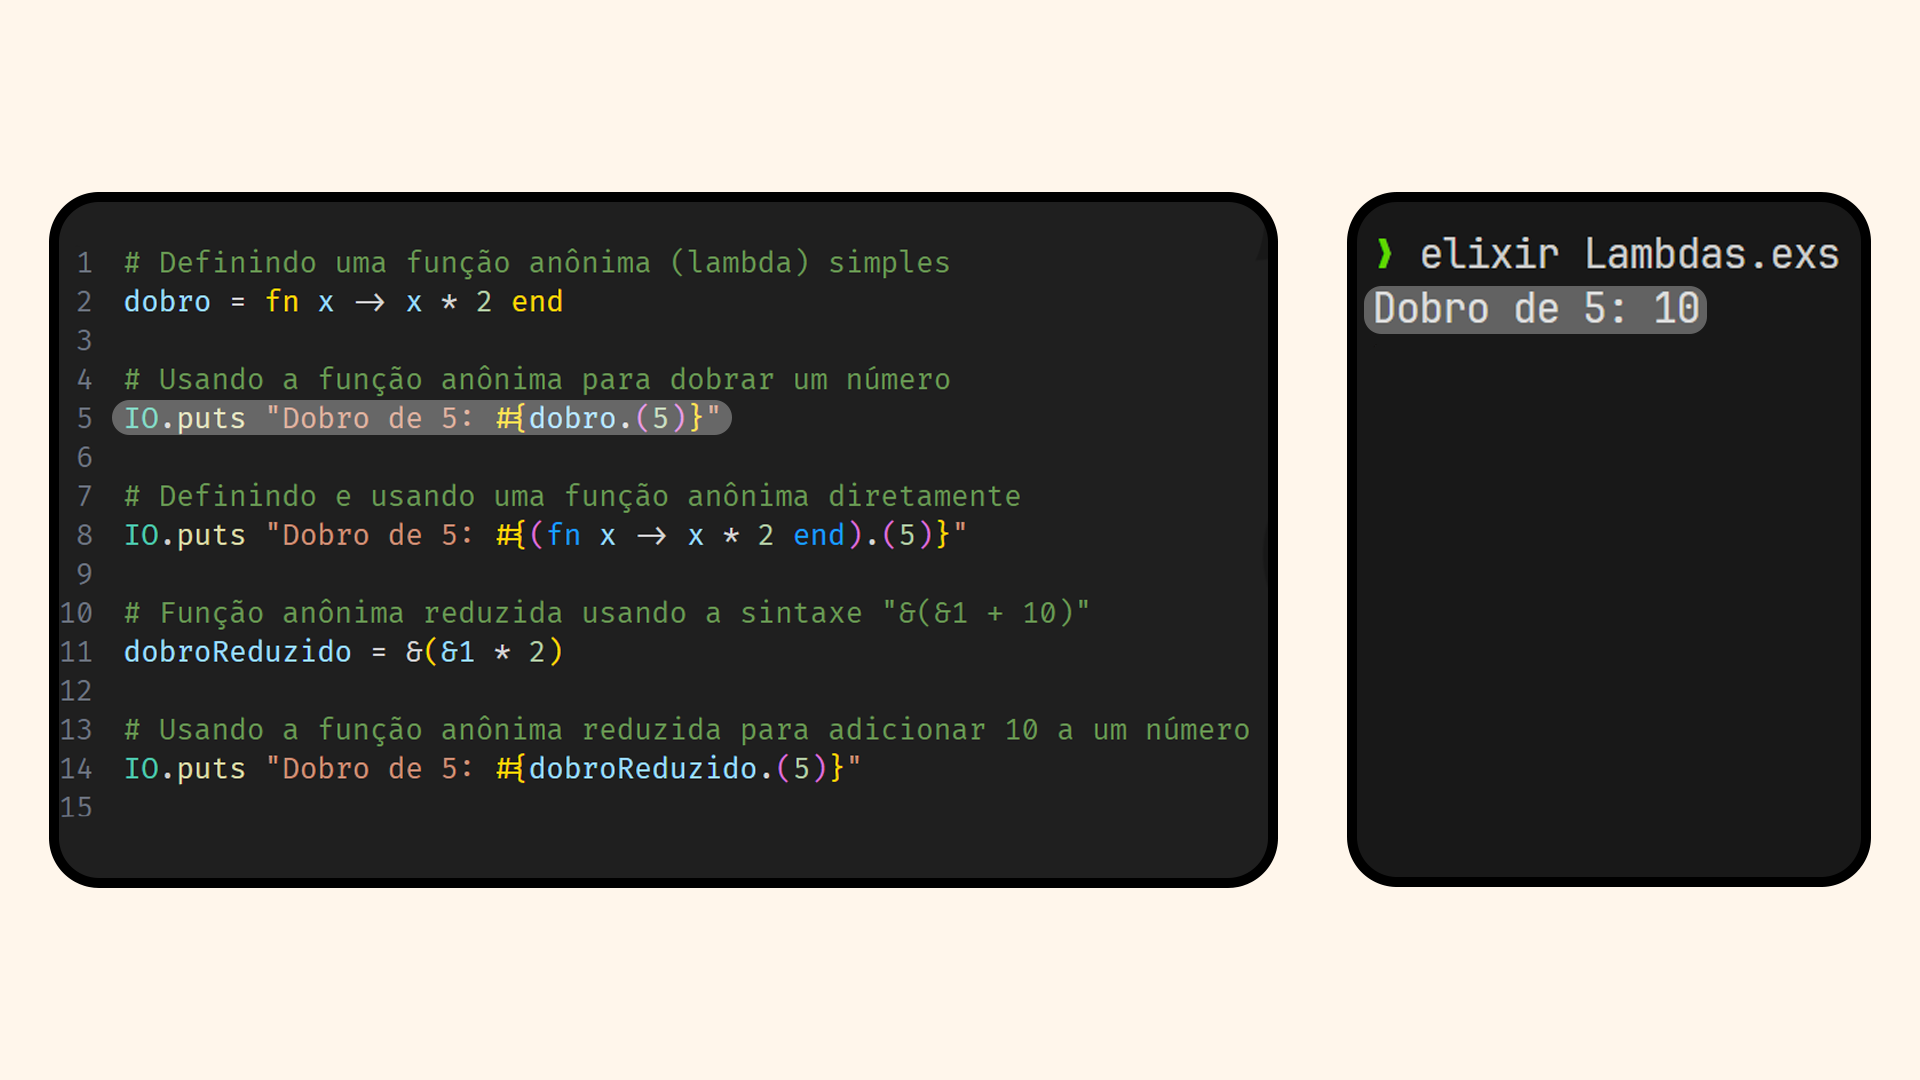 1 # Definindo uma função anônima (lambda) simples
2 dobro = fn x -> x * 2 end
3
4 # Usando a função anônima para dobrar um número
5 IO.puts "Dobro de 5: #{dobro.(5)}"
6
7 # Definindo e usando uma função anônima diretamente
8 IO.puts "Dobro de 5: #{(fn x -> x * 2 end).(5)}"
9
10 # Função anônima reduzida usando a sintaxe "&(&1 + 10)"
11 dobroReduzido = &(&1 * 2)
12
13 # Usando a função anônima reduzida para adicionar 10 a um número
14 IO.puts "Dobro de 5: #{dobroReduzido.(5)}"
15
❱ elixir Lambdas.exs
Dobro de 5: 10